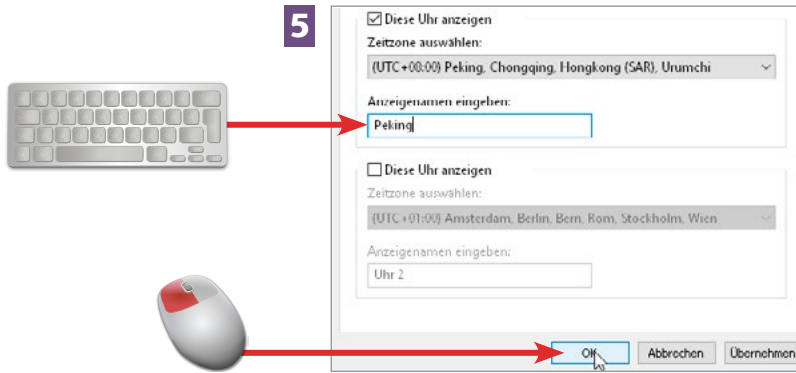 5
Diese Uhr anzeigen
Zeitzone auswählen:
(UTC+08:00) Peking, Chongqing, Hongkong (SAR), Urumchi
Anzeigenamen eingeben:
Peking
Diese Uhr anzeigen
Zeitzone auswählen:
(UTC+01:00) Amsterdam, Berlin, Bern, Rom, Stockholm, Wien
Anzeigenamen eingeben:
Uhr 2
OK Abbrechen Übernehmen